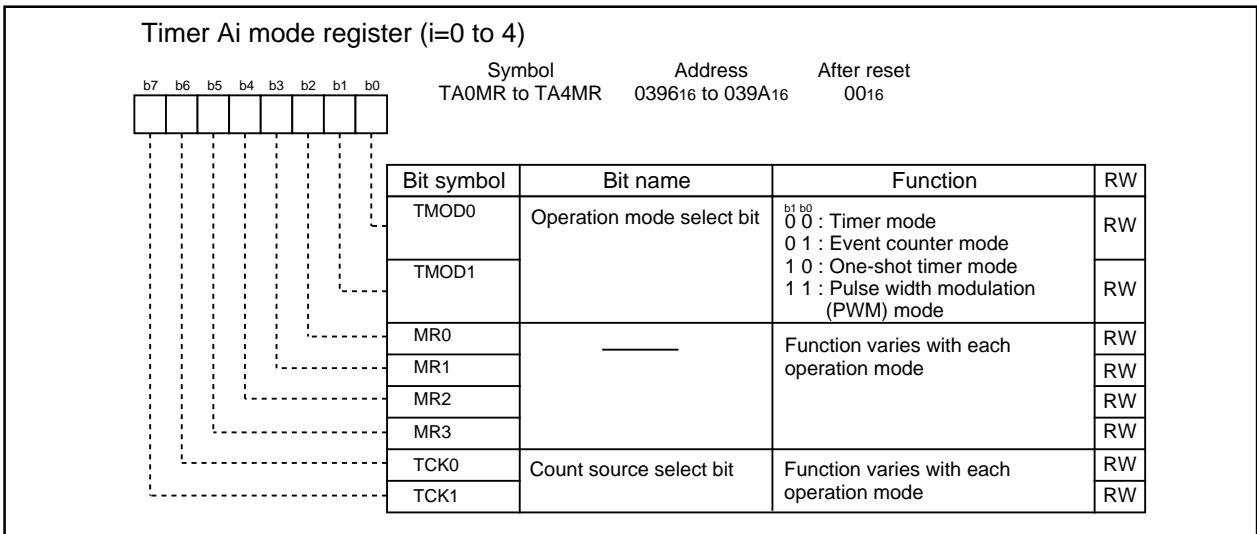 Timer Ai mode register (i=0 to 4)
Symbol Address After reset
TA0MR to TA4MR 039616 to 039A16 0016
b7 b6 b5 b4 b3 b2 b1 b0
Bit symbol Bit name Function RW
TMOD0 Operation mode select bit b1 b0
0 0 : Timer mode RW
0 1 : Event counter mode
TMOD1 1 0 : One-shot timer mode
1 1 : Pulse width modulation RW
(PWM) mode
MR0 Function varies with each RW
MR1 operation mode RW
MR2 RW
MR3 RW
TCK0 Count source select bit Function varies with each RW
TCK1 operation mode RW